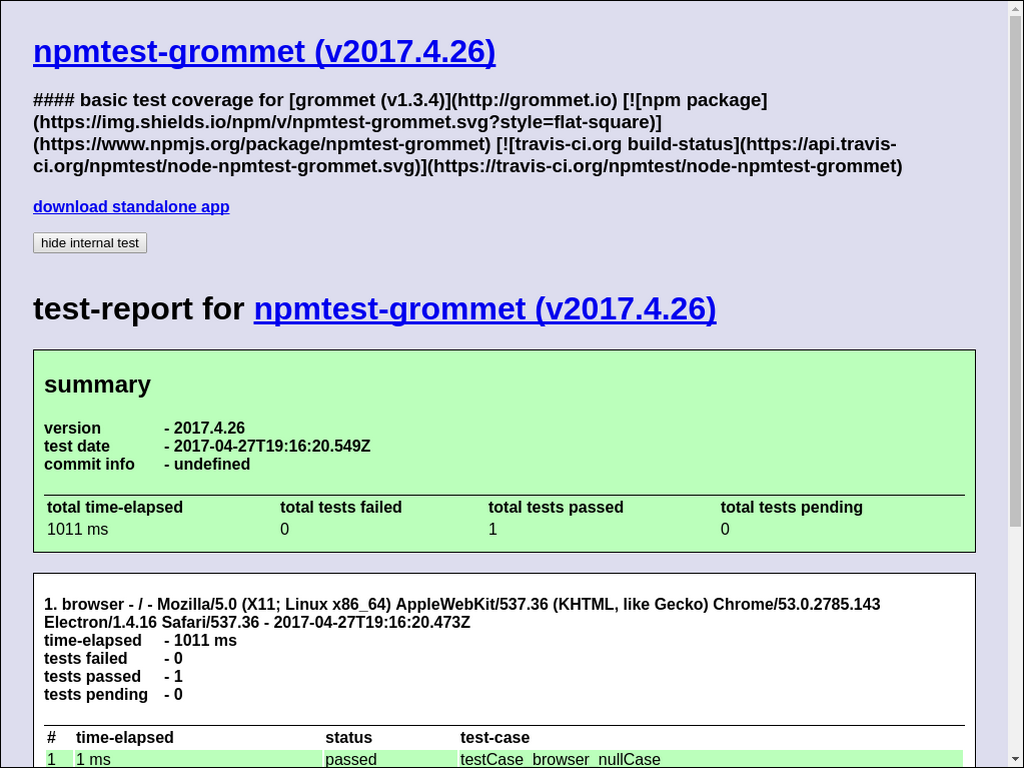 npmtest-grommet (v2017.4.26)
#### basic test coverage for [grommet (v1.3.4)](http://grommet.io) [![npm package]
(https://img.shields.io/npm/v/npmtest-grommet.svg?style=flat-square)]
(https://www.npmjs.org/package/npmtest-grommet) [![travis-ci.org build-status](https://api.travis-
ci.org/npmtest/node-npmtest-grommet.svg)](https://travis-ci.org/npmtest/node-npmtest-grommet)
download standalone app
hide internal test
test-report for npmtest-grommet (v2017.4.26)
summary
version - 2017.4.26
test date - 2017-04-27T19:16:20.549Z
commit info - undefined
total time-elapsed total tests failed total tests passed total tests pending
1011 ms 0 1 0
1. browser - / - Mozilla/5.0 (X11; Linux x86_64) AppleWebKit/537.36 (KHTML, like Gecko) Chrome/53.0.2785.143
Electron/1.4.16 Safari/537.36 - 2017-04-27T19:16:20.473Z
time-elapsed - 1011 ms
tests failed - 0
tests passed - 1
tests pending - 0
# time-elapsed status test-case
1 1 ms passed testCase_browser_nullCase